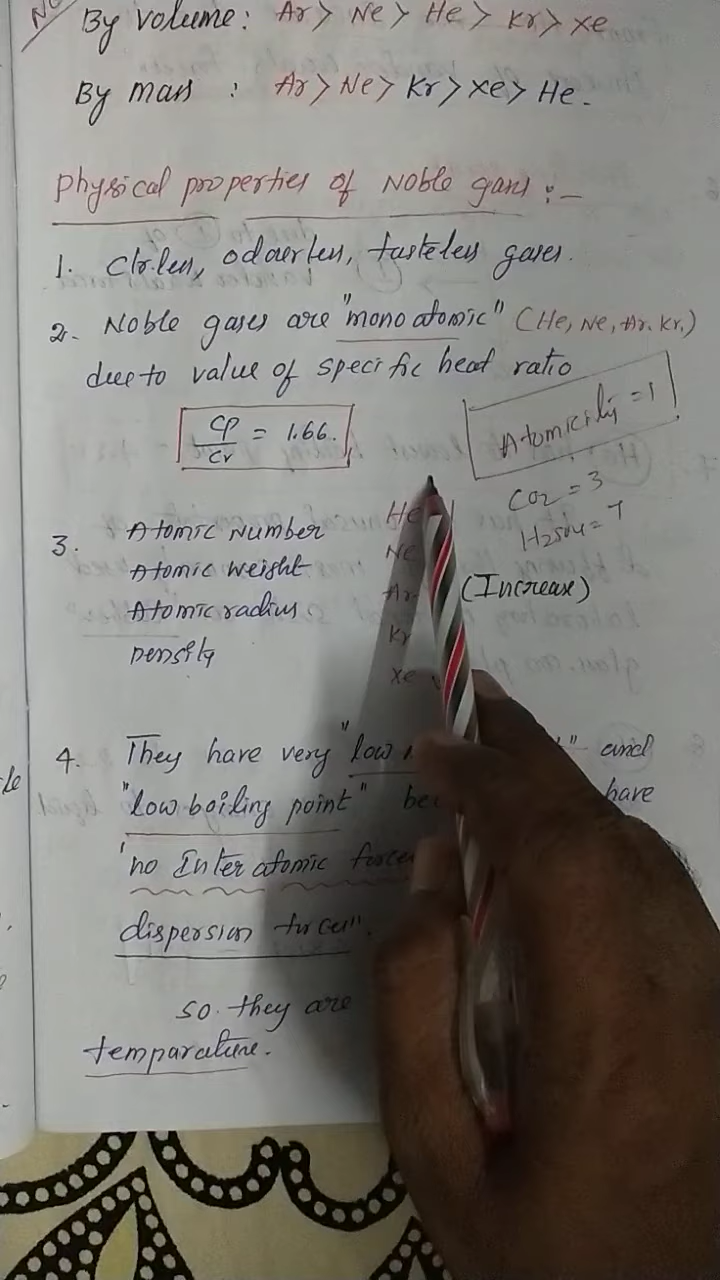 By volume: Ar > Ne > He > Kr > Xe
By mass : Ar > Ne > Kr > Xe > He.
Physical properties of Noble gases :-
1. Clrless, odourless, tasteless gases.
2. Noble gases are "mono atomic" (He, Ne, Ar. Kr.)
due to value of specific heat ratio
Cp/Cv = 1.66.
Atomicity = 1
CO2 = 3
H2SO4 = 7
3. Atomic Number He
Atomic weight Ne
Atomic radius Ar (Increase)
Density Kr
Xe
4. They have very "low " and
"low boiling point" have
'no Inter atomic forces
dispersion forces".
so. they are
temparature.